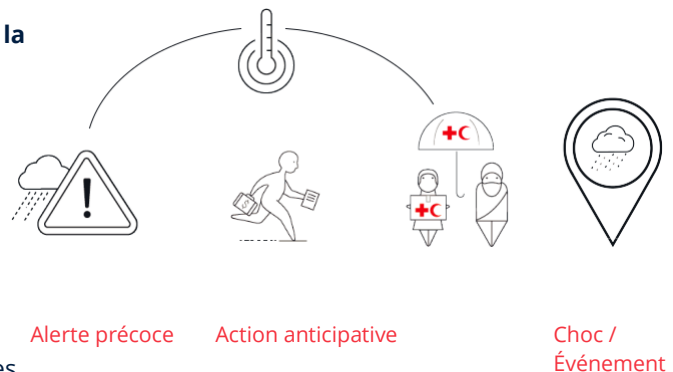 la
!
$
Alerte précoce
Action anticipative
Choc /
Événement
es